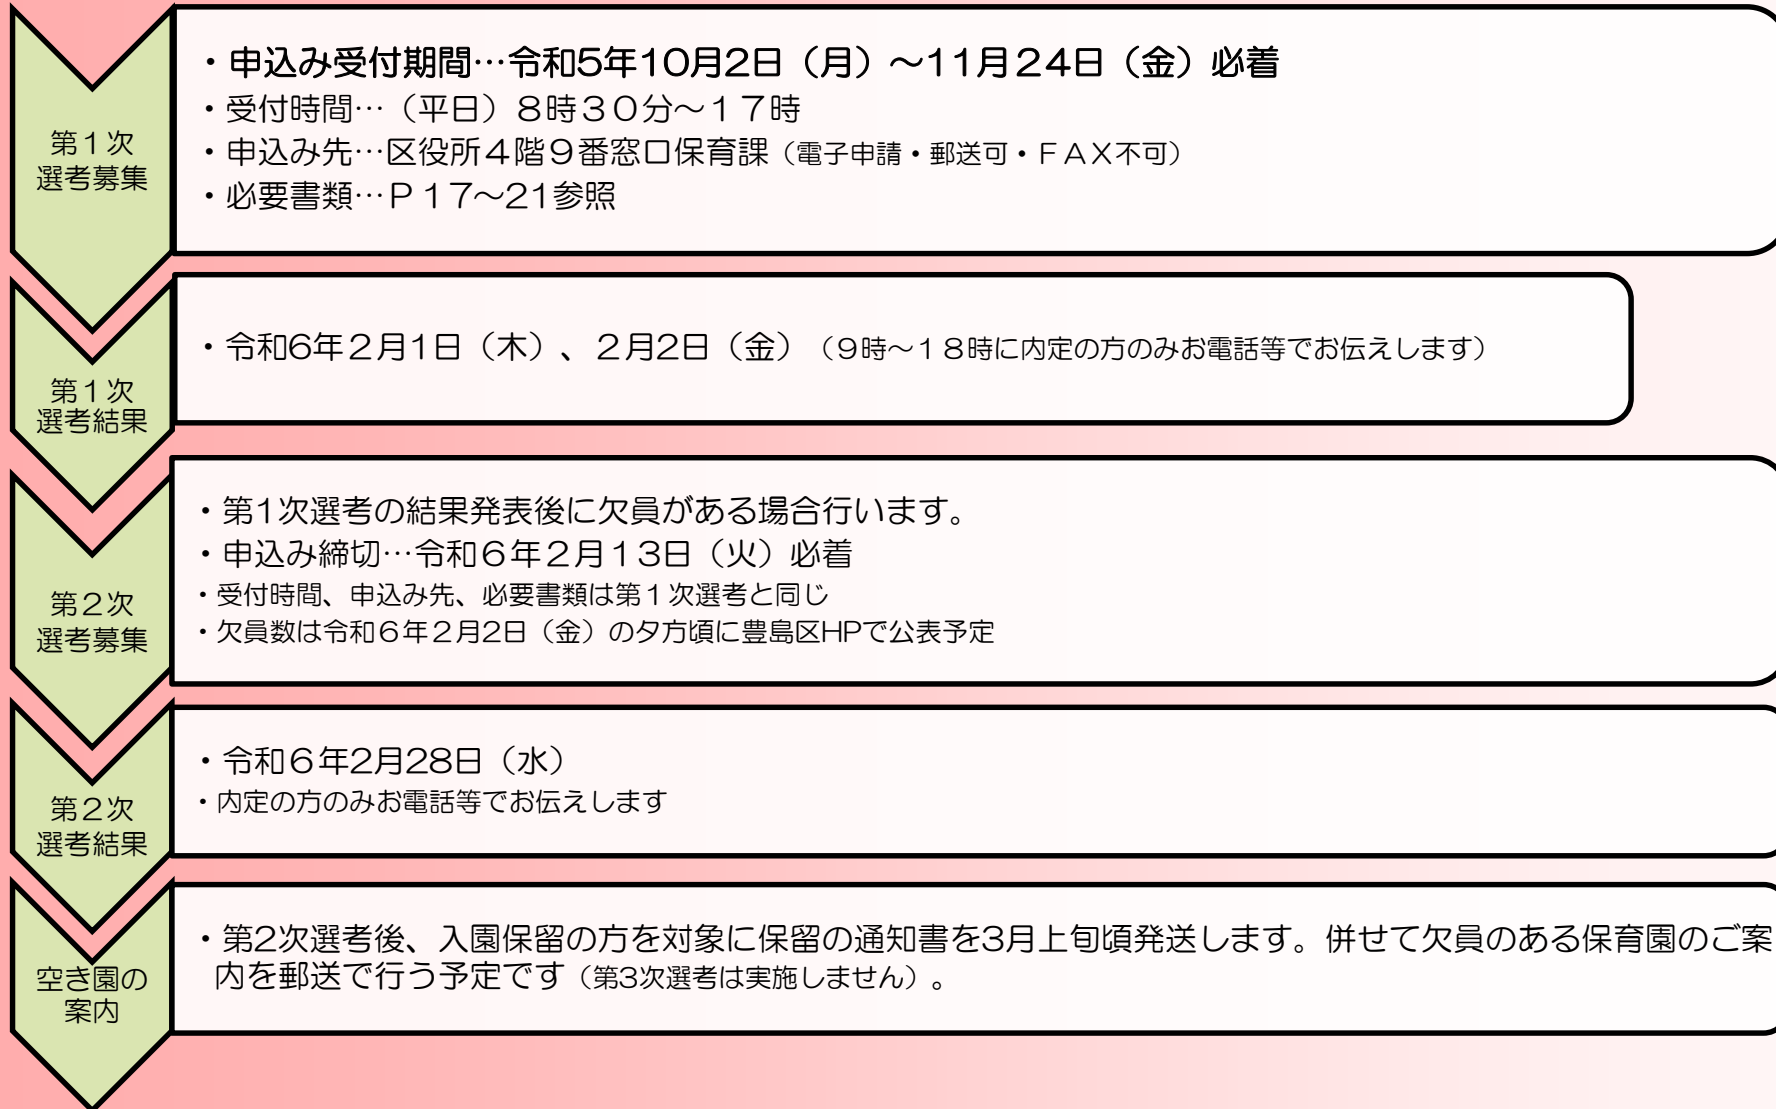 第１次
選考募集
・申込み受付期間…令和5年10月2日（月）～11月２4日（金）必着
・受付時間…（平日）８時３０分～１７時
・申込み先…区役所４階９番窓口保育課（電子申請・郵送可・ＦＡＸ不可）
・必要書類…Ｐ１7～21参照
第１次
選考結果
・令和6年２月1日（木）、２月2日（金）（９時～１８時に内定の方のみお電話等でお伝えします）
第２次
選考募集
・第1次選考の結果発表後に欠員がある場合行います。
・申込み締切…令和６年２月１3日（火）必着
・受付時間、申込み先、必要書類は第１次選考と同じ
・欠員数は令和６年２月２日（金）の夕方頃に豊島区HPで公表予定
第２次
選考結果
・令和６年2月28日（水）
・内定の方のみお電話等でお伝えします
空き園の
案内
・第2次選考後、入園保留の方を対象に保留の通知書を3月上旬頃発送します。併せて欠員のある保育園のご案
内を郵送で行う予定です（第3次選考は実施しません）。